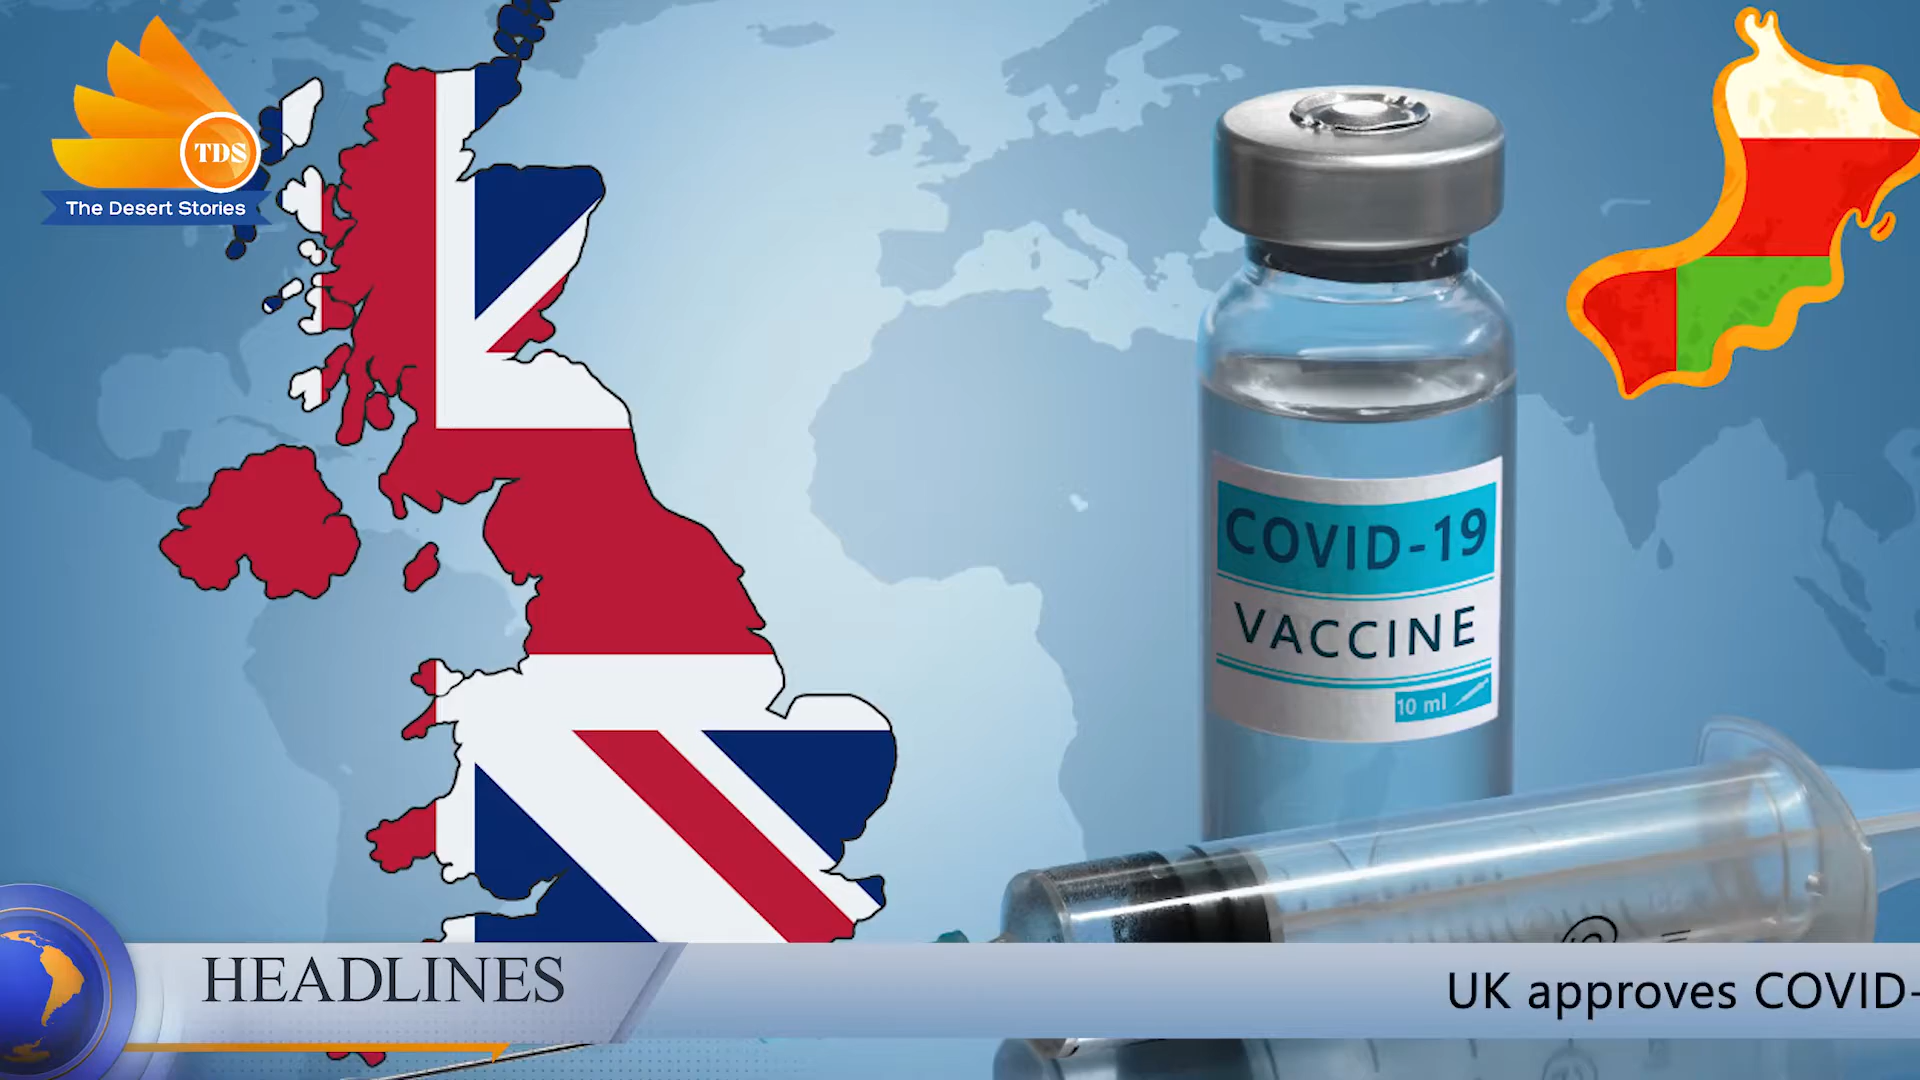 TDS
The Desert Stories
COVID-19
VACCINE
10 ml
HEADLINES
UK approves COVID-